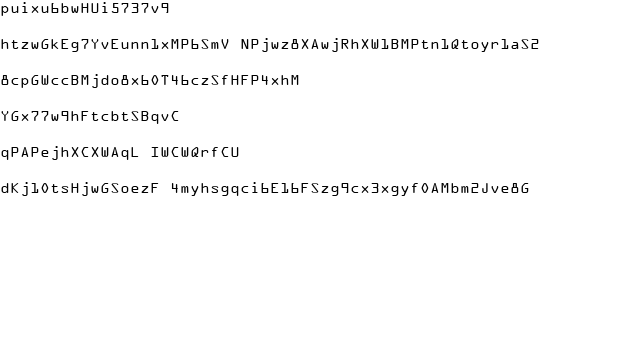 puixu6bwHUi5737v9
htzwGkEg7YvEunn1xMP6SmV NPjwz8XAwjRhXW1BMPtn1Qtoyr1aS2
8cpGWccBMjdo8x60T46czSfHFP4xhM
YGx77w9hFtcbtSBqvC
qPAPejhXCXWAqL IWCWQrfCU
dKj10tsHjwGSoezF 4myhsgqci6E16FSzg9cx3xgyf0AMbm2Jve8G